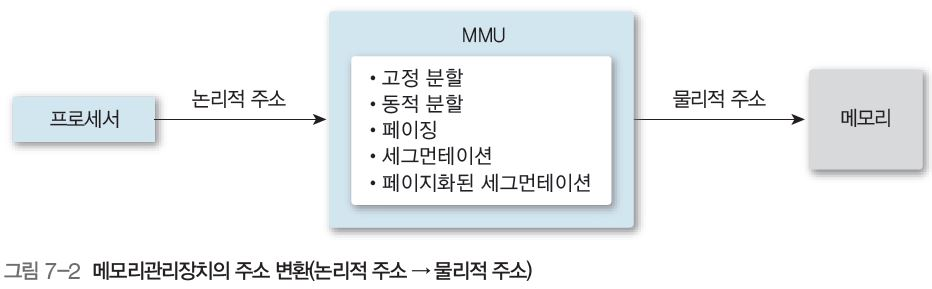 MMU
프로세서
논리적 주소
• 고정 분할
• 동적 분할
• 페이징
• 세그먼테이션
• 페이지화된 세그먼테이션
물리적 주소
메모리
그림 7-2 메모리관리장치의 주소 변환(논리적 주소 → 물리적 주소)